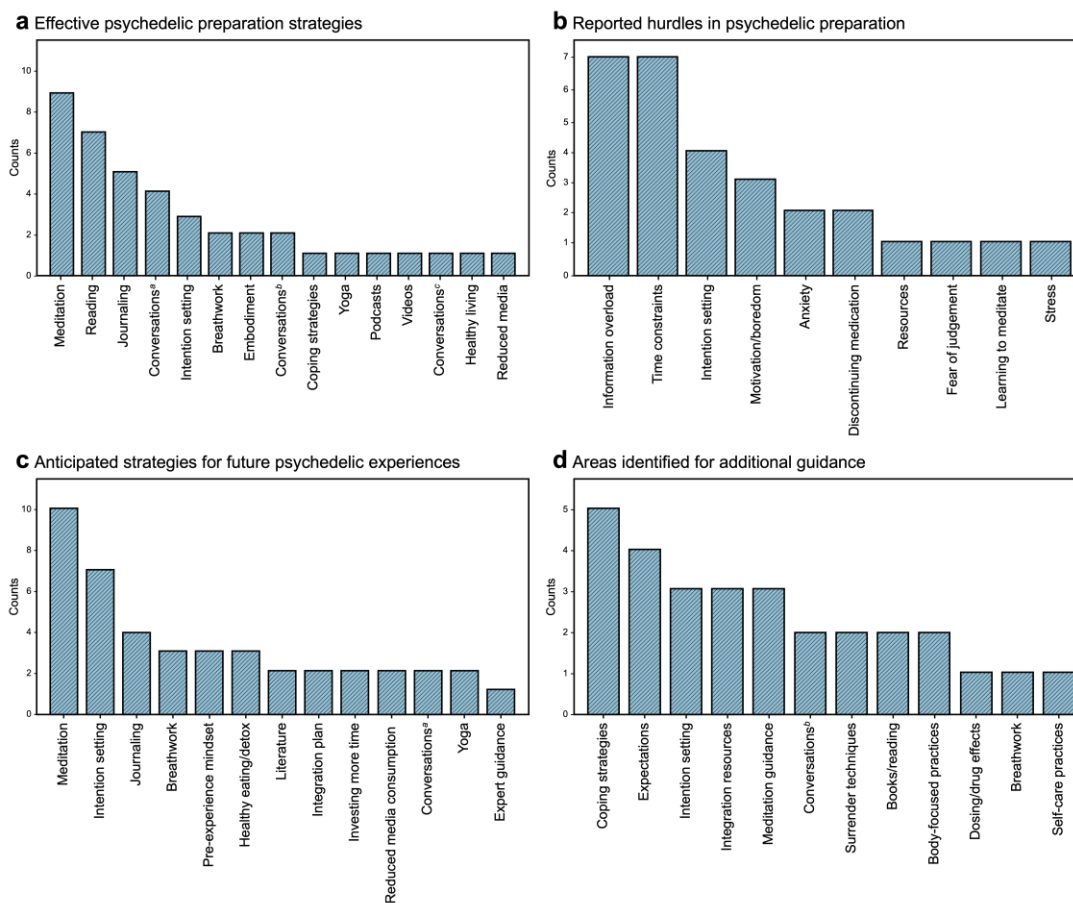 a Effective psychedelic preparation strategies
Counts
10
8
6
4
2
0
Meditation
Reading
Journaling
Conversationsᵃ
Intention setting
Breathwork
Embodiment
Conversationsᵇ
Coping strategies
Yoga
Podcasts
Videos
Conversationsᶜ
Healthy living
Reduced media
b Reported hurdles in psychedelic preparation
Counts
7
6
5
4
3
2
1
0
Information overload
Time constraints
Intention setting
Motivation/boredom
Anxiety
Discontinuing medication
Resources
Fear of judgement
Learning to meditate
Stress
c Anticipated strategies for future psychedelic experiences
Counts
10
8
6
4
2
0
Meditation
Intention setting
Journaling
Breathwork
Pre-experience mindset
Healthy eating/detox
Literature
Integration plan
Investing more time
Reduced media consumption
Conversationsᵃ
Yoga
Expert guidance
d Areas identified for additional guidance
Counts
5
4
3
2
1
0
Coping strategies
Expectations
Intention setting
Integration resources
Meditation guidance
Conversationsᵇ
Surrender techniques
Books/reading
Body-focused practices
Dosing/drug effects
Breathwork
Self-care practices